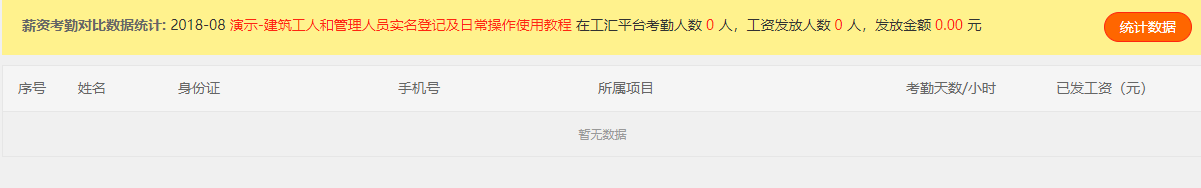 薪资考勤对比数据统计: 2018-08 演示-建筑工人和管理人员实名登记及日常操作使用教程 在工汇平台考勤人数 0 人，工资发放人数 0 人，发放金额 0.00 元 统计数据
序号 姓名 身份证 手机号 所属项目 考勤天数/小时 已发工资（元）
暂无数据